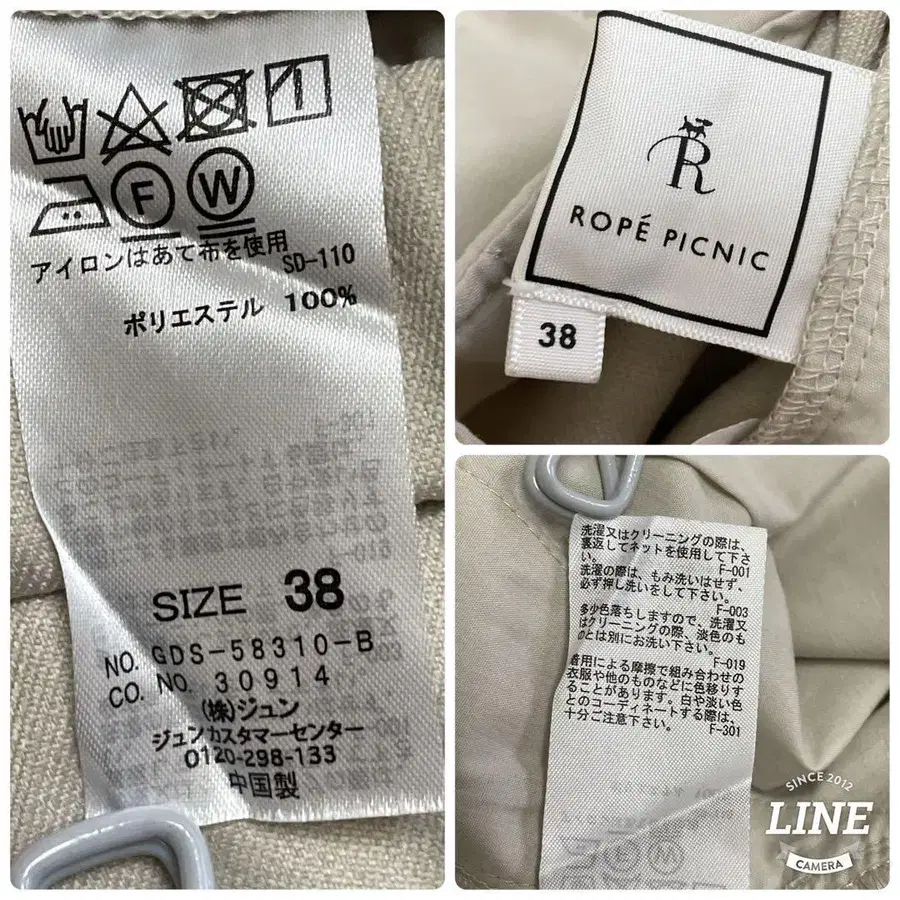 F
W
アイロンはあて布を使用
SD-110
ポリエステル 100%
SIZE 38
NO. GDS-58310-B
CO. NO. 30914
(株)ジュン
ジュンカスタマーセンター
0120-298-133
中国製
R
ROPÉ PICNIC
38
洗濯又はクリーニングの際は、
裏返してネットを使用して下さ
い。
F-001
洗濯の際は、もみ洗いはせず、
必ず押し洗いをして下さい。
F-003
多少色落ちしますので、洗濯又
はクリーニングの際、淡色のも
のとは別にお洗い下さい。
F-019
着用による摩擦で組み合わせの
衣服や他のものなどに色移りす
ることがあります。白や淡い色
とのコーディネートする際は、
十分ご注意下さい。
F-301
SINCE 2012
LINE
CAMERA